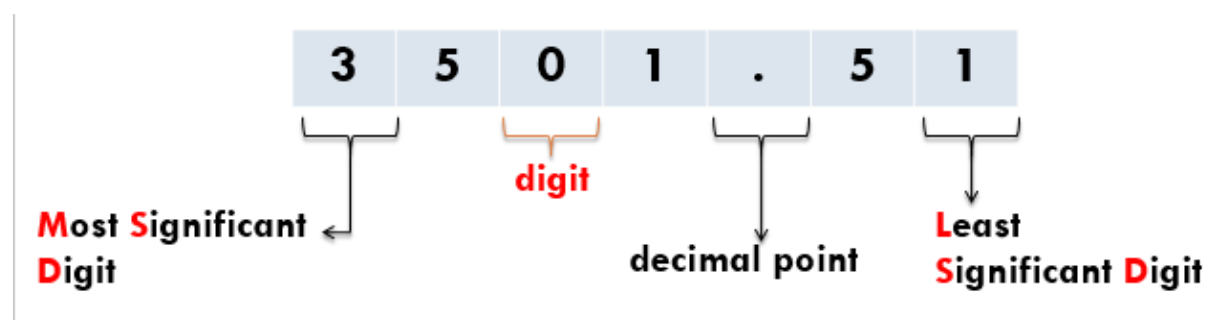 3 5 0 1 . 5 1
digit
Most Significant
Digit
decimal point
Least
Significant Digit